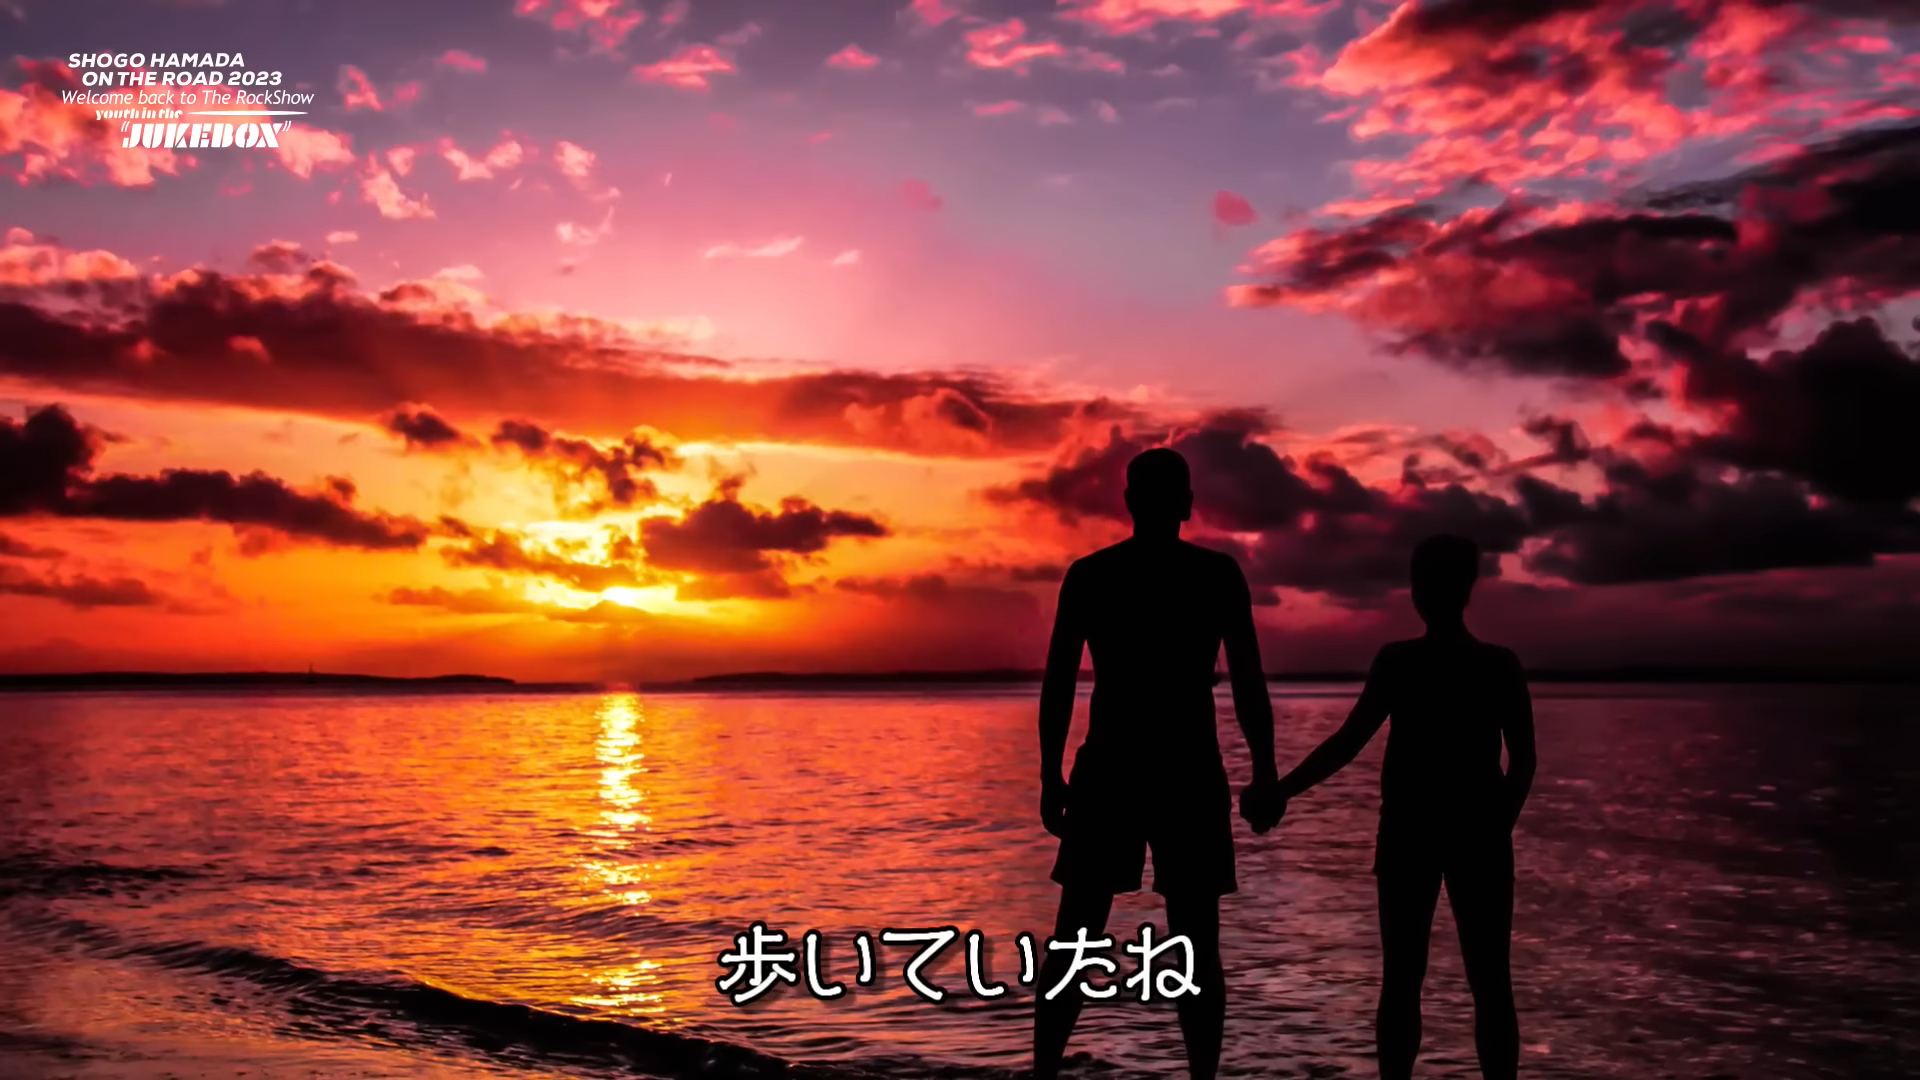 SHOGO HAMADA
ON THE ROAD 2023
Welcome back to The RockShow
youth in the
"JUKEBOX"
歩いていたね